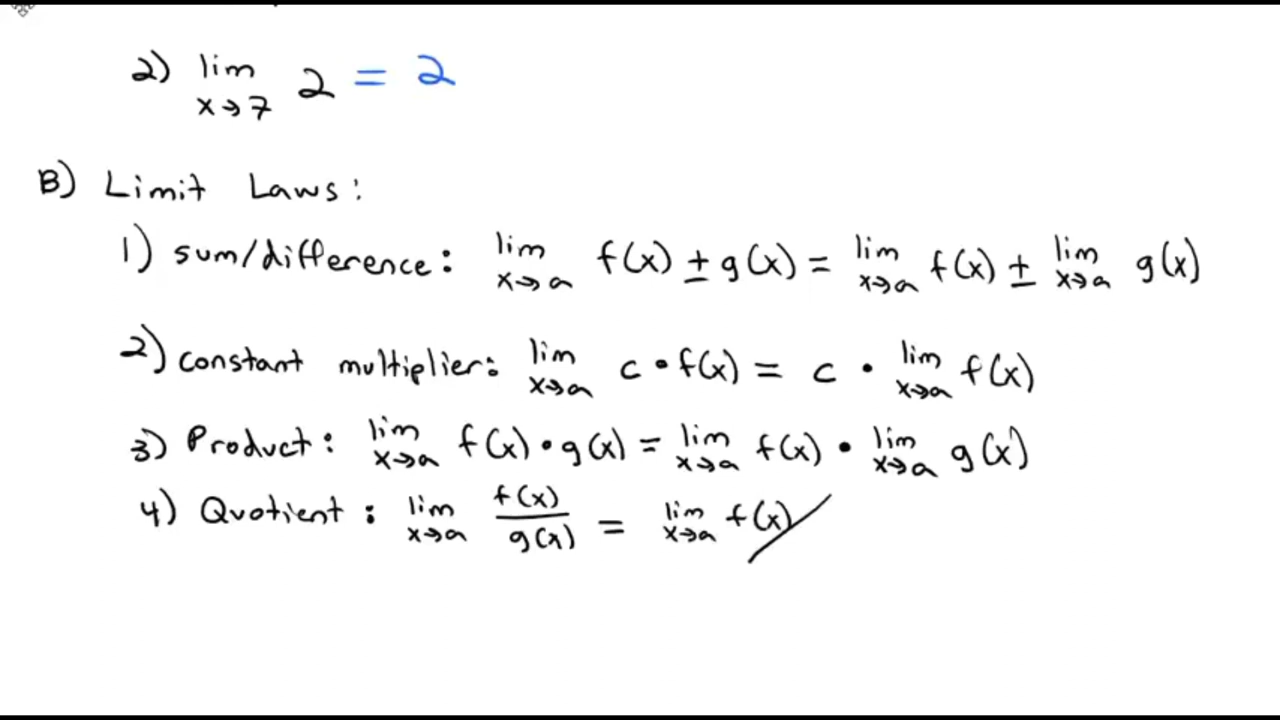 2) lim x→7 2 = 2
B) Limit Laws:
1) sum/difference: lim x→a f(x) ± g(x) = lim x→a f(x) ± lim x→a g(x)
2) constant multiplier: lim x→a c • f(x) = c • lim x→a f(x)
3) Product: lim x→a f(x) • g(x) = lim x→a f(x) • lim x→a g(x)
4) Quotient: lim x→a f(x)/g(x) = lim x→a f(x) /